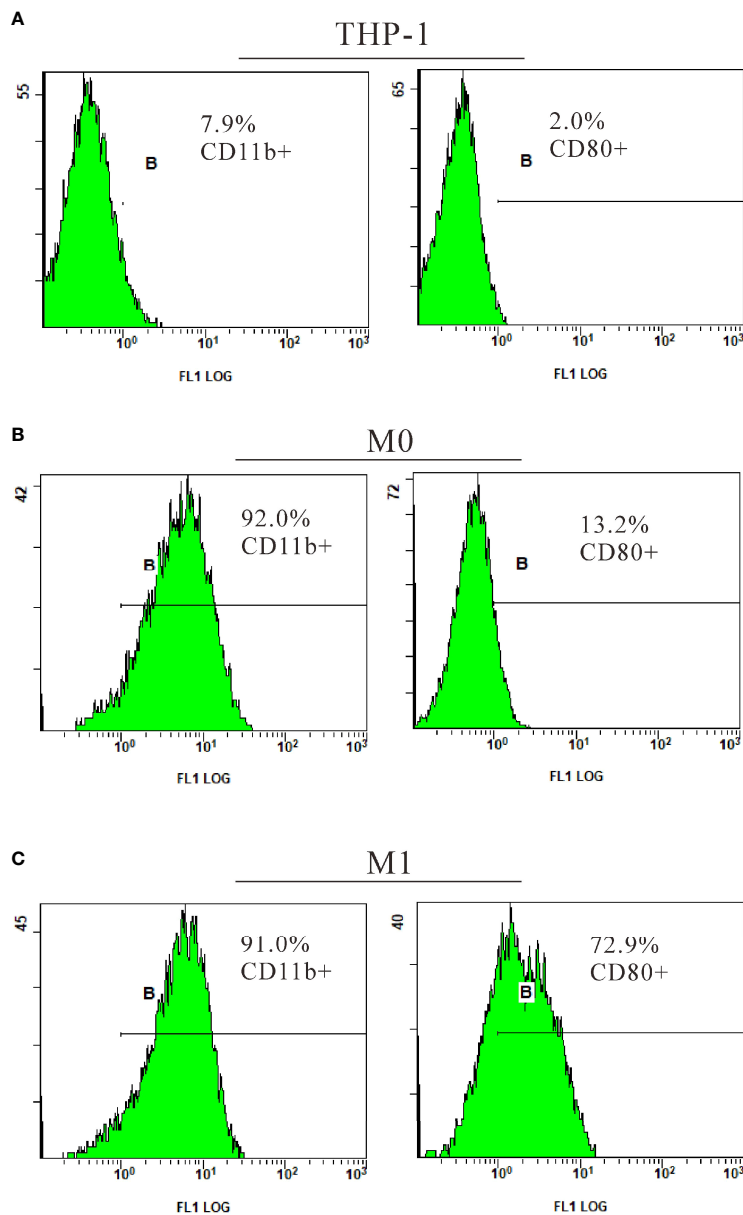 A
THP-1
55
7.9%
CD11b+
B
10⁰ 10¹ 10² 10³
FL1 LOG
65
2.0%
CD80+
B
10⁰ 10¹ 10² 10³
FL1 LOG
B
M0
42
92.0%
CD11b+
B
10⁰ 10¹ 10² 10³
FL1 LOG
72
13.2%
CD80+
B
10⁰ 10¹ 10² 10³
FL1 LOG
C
M1
45
91.0%
CD11b+
B
10⁰ 10¹ 10² 10³
FL1 LOG
40
72.9%
CD80+
B
10⁰ 10¹ 10² 10³
FL1 LOG